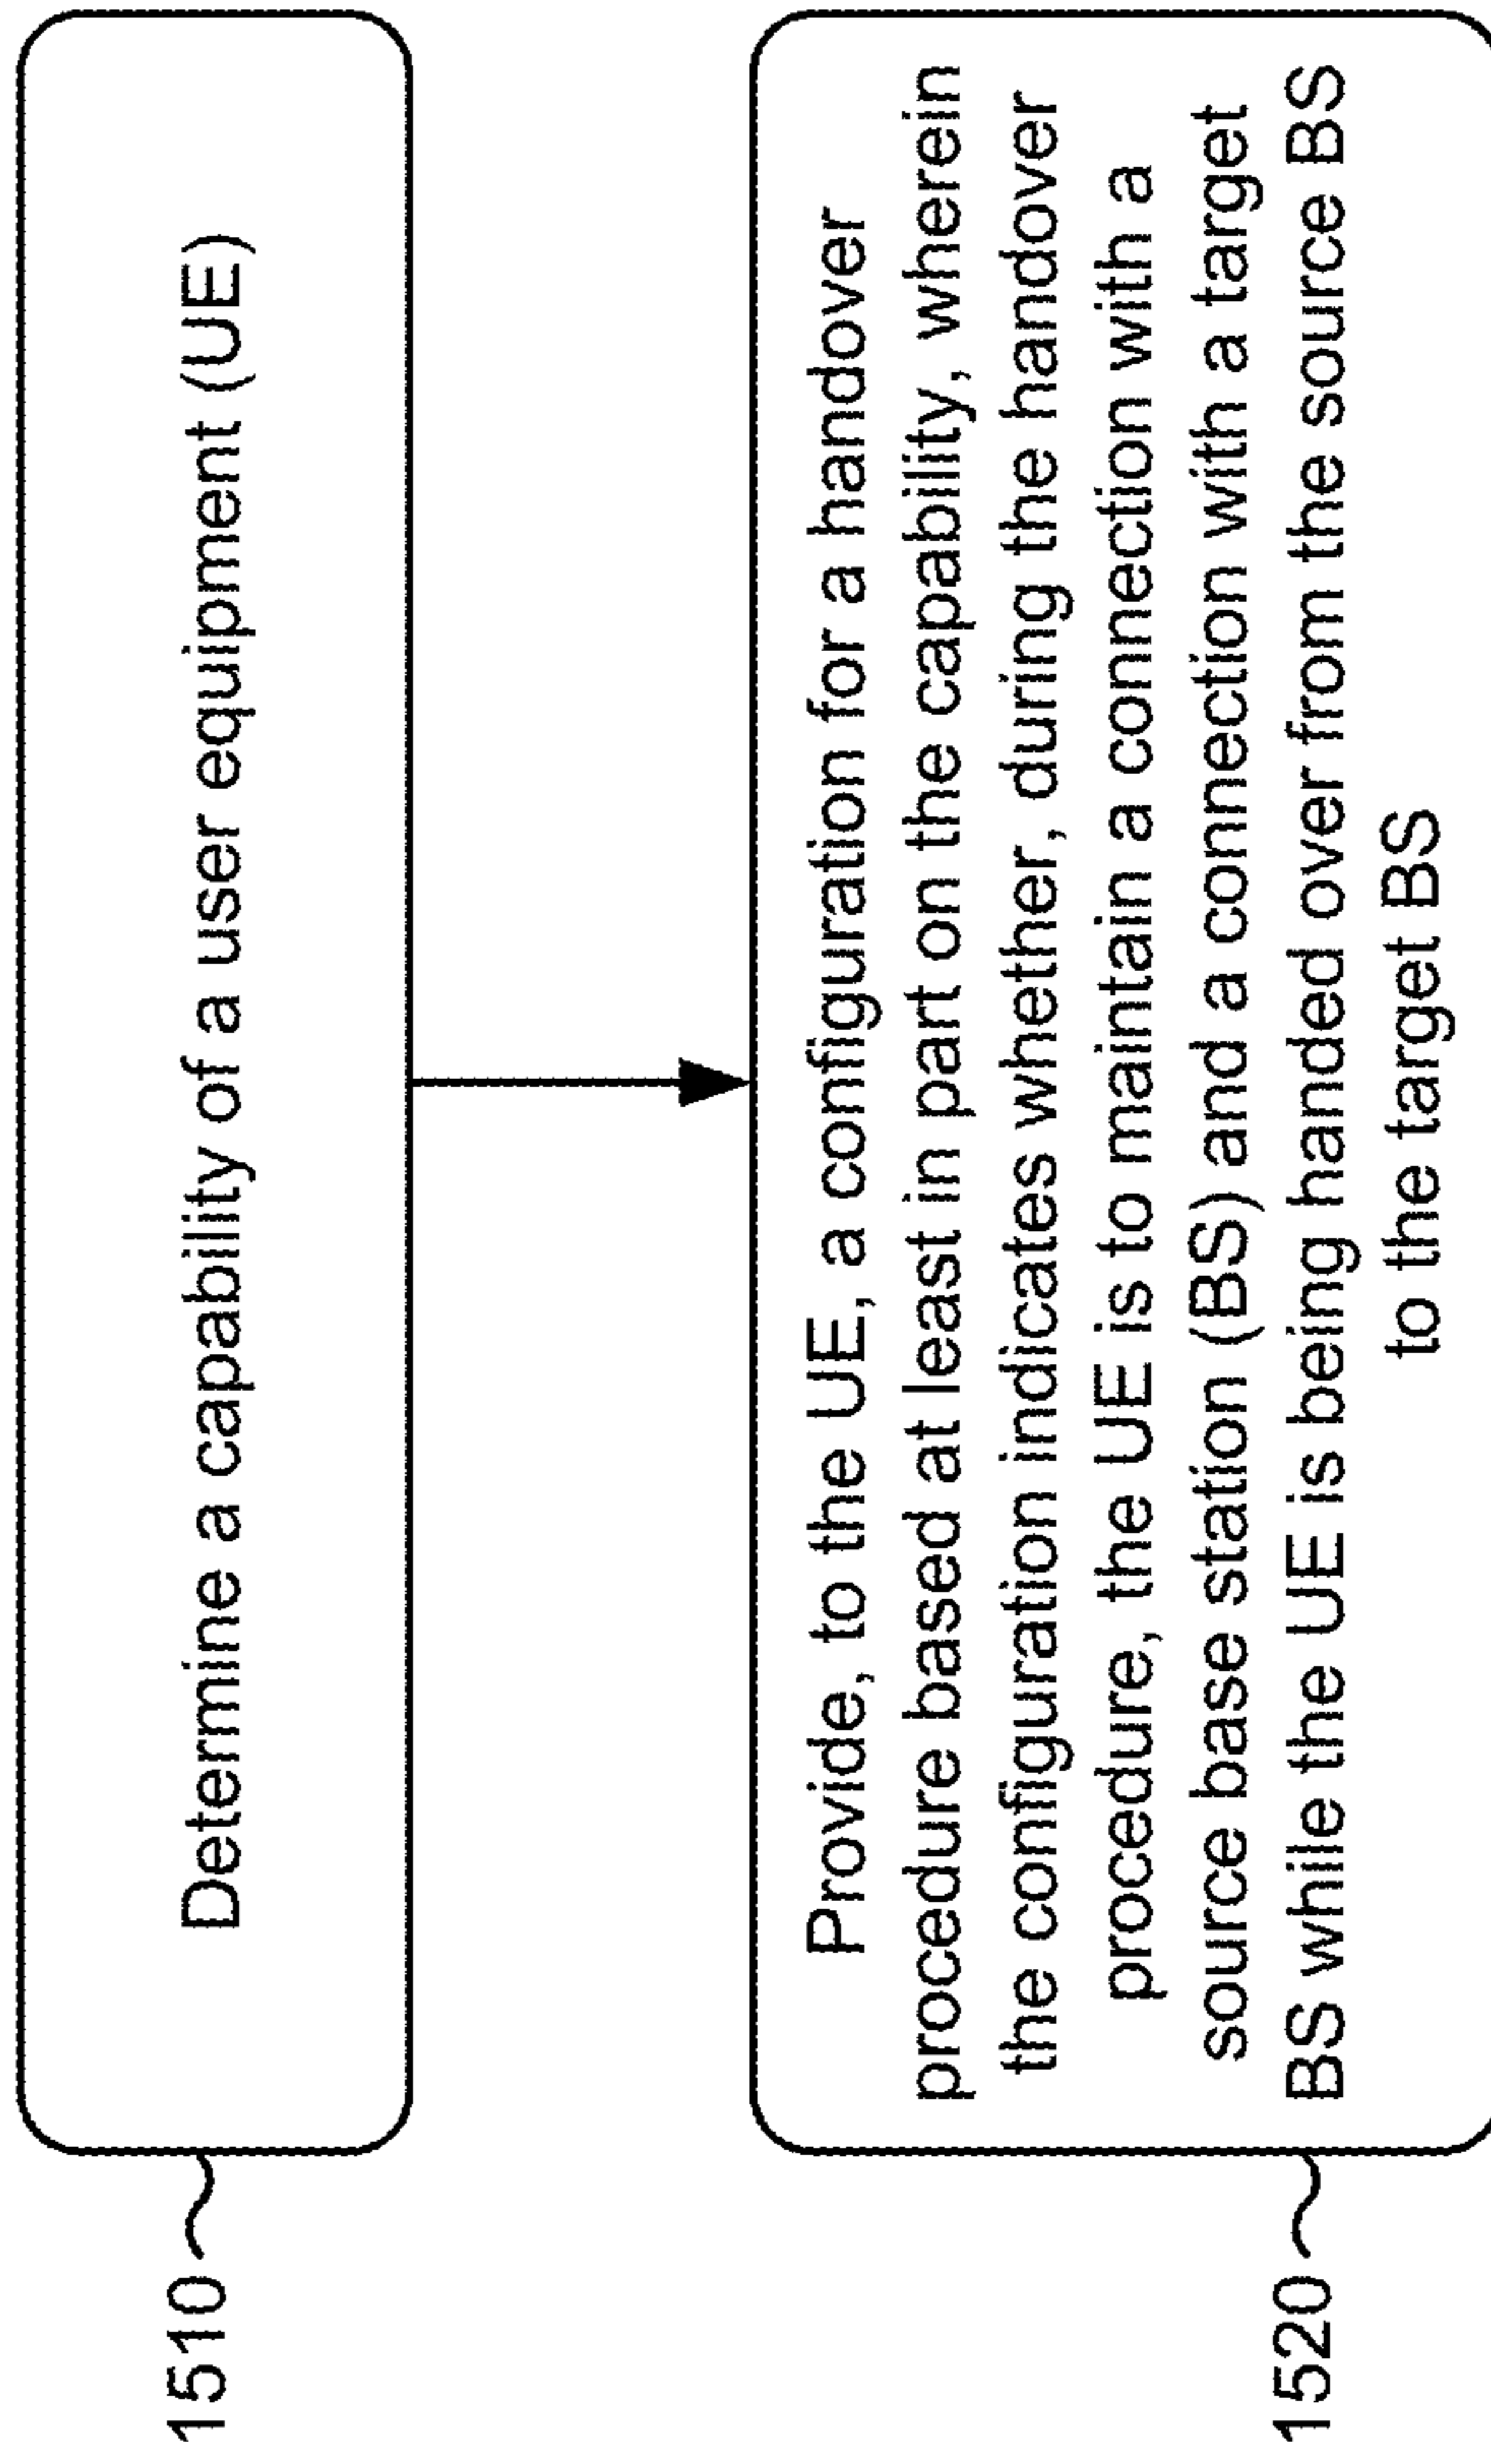 1510
Determine a capability of a user equipment (UE)
1520
Provide, to the UE, a configuration for a handover
procedure based at least in part on the capability, wherein
the configuration indicates whether, during the handover
procedure, the UE is to maintain a connection with a
source base station (BS) and a connection with a target
BS while the UE is being handed over from the source BS
to the target BS